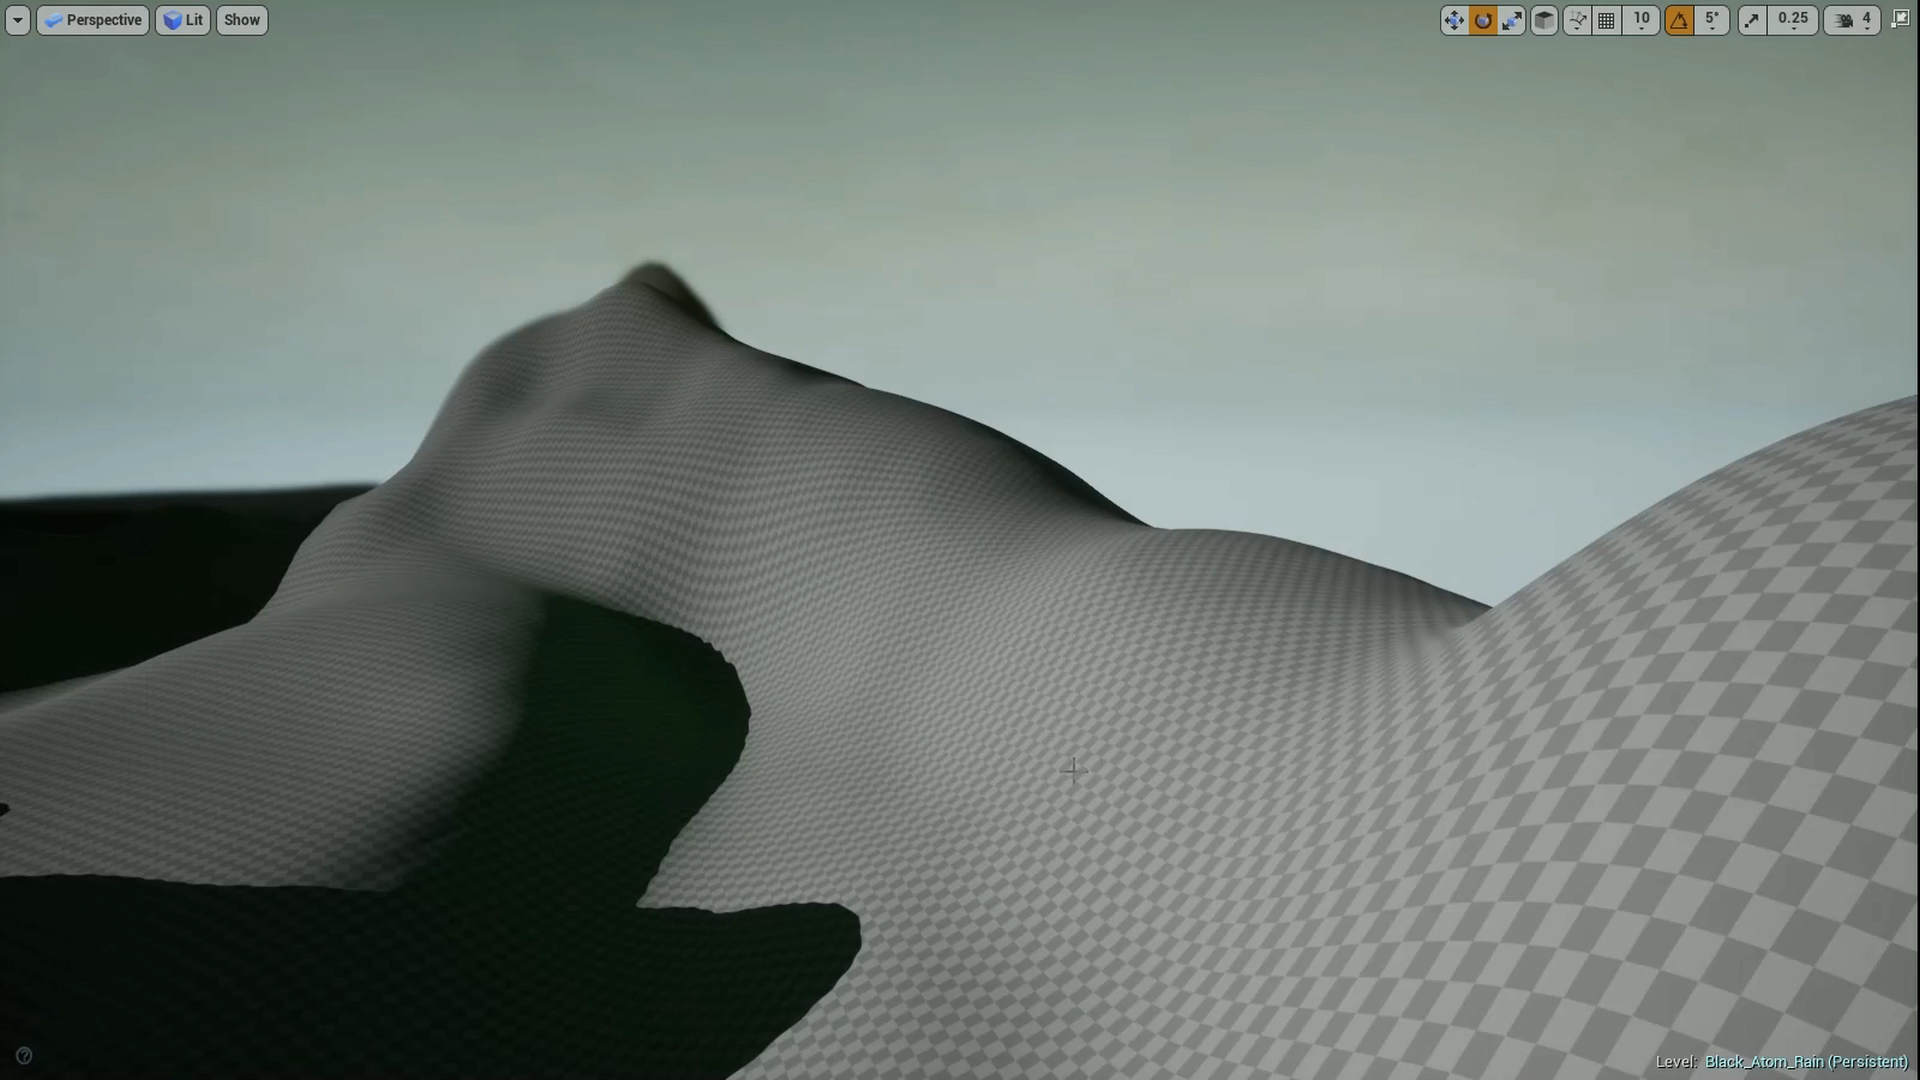 Perspective Lit Show 10 5° 0.25 4
Level: Black_Atom_Rain (Persistent)